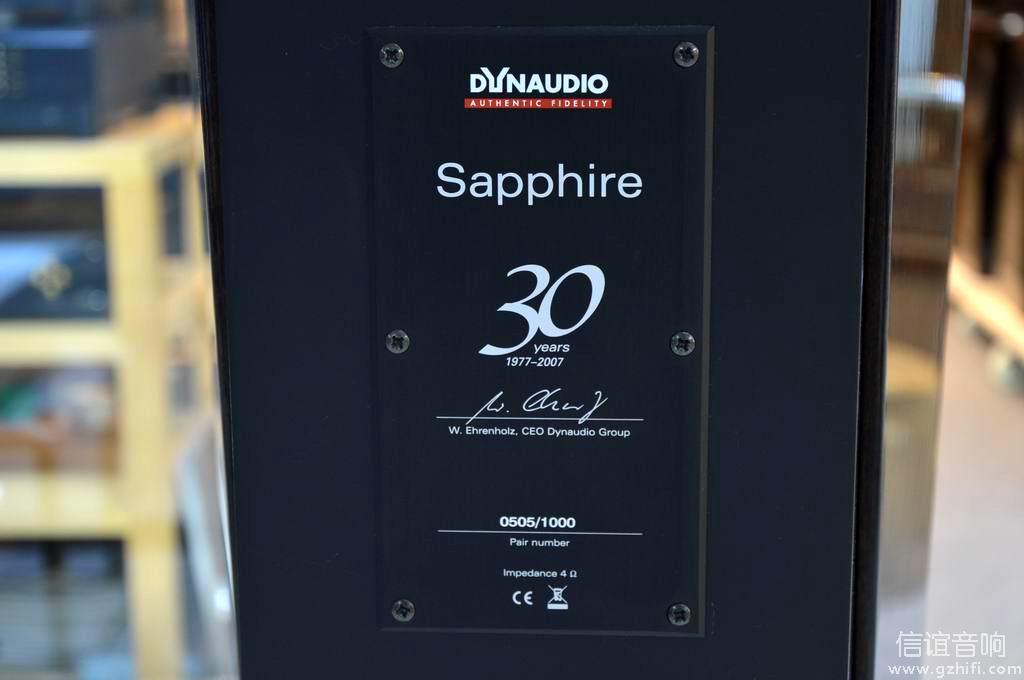 DYNAUDIO
AUTHENTIC FIDELITY
Sapphire
30
years
1977–2007
W. Ehrenholz, CEO Dynaudio Group
0505/1000
Pair number
Impedance 4 Ω
CE
信谊音响
www.gzhifi.com